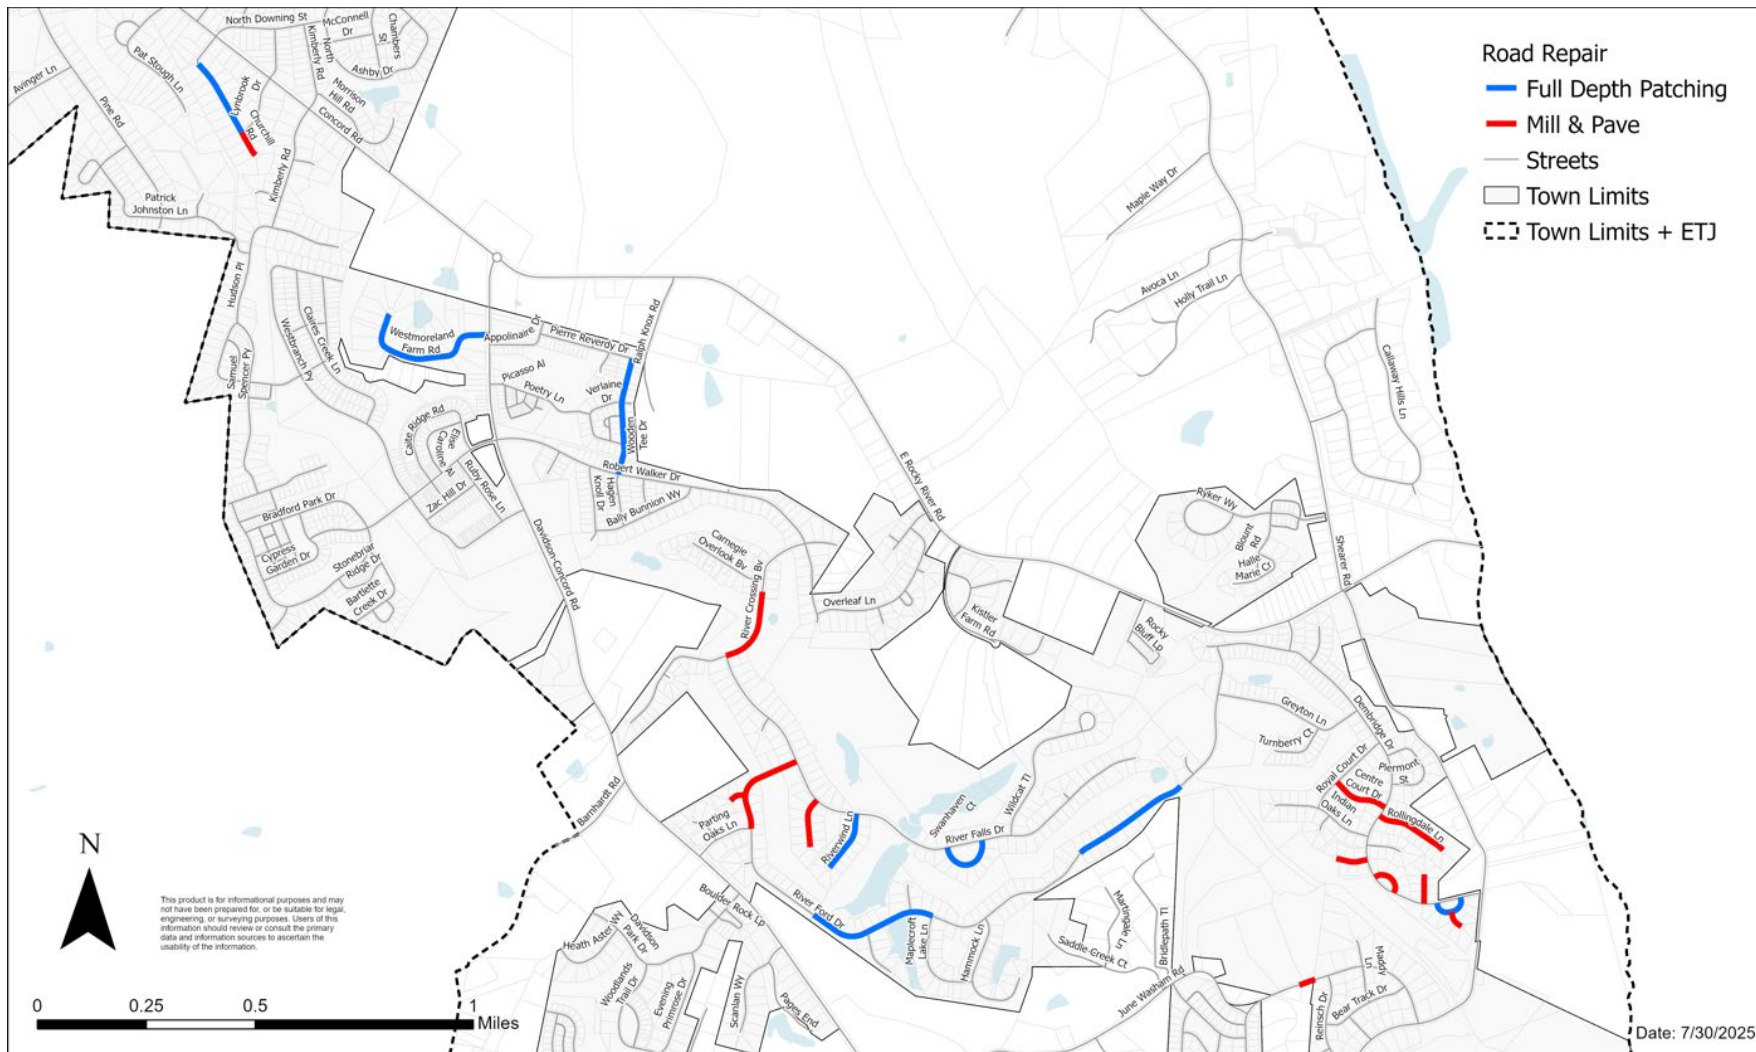 North Downing St
McConnell
Dr
Chambers
St
North
Kimberly Rd
Ashby Dr
Avinger Ln
Pat Stough Ln
Pine Rd
Lynbrook
Dr
Churchill
Rd
Morrison
Hill Rd
Concord Rd
Kimberly Rd
Patrick
Johnston Ln
Road Repair
Full Depth Patching
Mill & Pave
Streets
Town Limits
Town Limits + ETJ
Maple Way Dr
Avoca Ln
Holly Trail Ln
Hudson Pl
Claires Creek Ln
Westbranch Py
Samuel
Spencer Py
Westmoreland
Farm Rd
Appolinaire Dr
Pierre Reverdy Dr
Ralph Knox Rd
Picasso Al
Poetry Ln
Verlaine
Dr
Wooden
Tee Dr
Callaway Hills Ln
Caite Ridge Rd
Elise
Caroline Al
Ruby Rose Ln
Zac Hill Dr
Robert Walker Dr
Hagen
Knoll Dr
Bally Bunnion Wy
E Rocky River Rd
Bradford Park Dr
Cypress
Garden Dr
Stonebriar
Ridge Dr
Bartlette
Creek Dr
Davidson-Concord Rd
Carnegie
Overlook Bv
River Crossing Bv
Overleaf Ln
Kistler
Farm Rd
Rocky
Bluff Lp
Ryker Wy
Blount
Rd
Halle
Marie Cr
Shearer Rd
Greyton Ln
Turnberry Ct
Dembridge Dr
Royal Court Dr
Piermont
St
Centre
Court Dr
Indian
Oaks Ln
Rollingdale Ln
Barnhardt Rd
Parting
Oaks Ln
Riverwind Ln
Swanhaven
Ct
Wildcat Tl
River Falls Dr
River Ford Dr
Boulder Rock Lp
Maplecroft
Lake Ln
Hammock Ln
Martingale Ln
Bridlepath Tl
Saddle Creek Ct
June Washam Rd
Heath Aster Wy
Davidson
Park Dr
Woodlands
Trail Dr
Evening
Primrose Dr
Scanlan Wy
Pages End
Reinsch Dr
Maddy
Ln
Bear Track Dr
N
This product is for informational purposes and may
not have been prepared for, or be suitable for legal,
engineering, or surveying purposes. Users of this
information should review or consult the primary
data and information sources to ascertain the
usability of the information.
0 0.25 0.5 1
Miles
Date: 7/30/2025